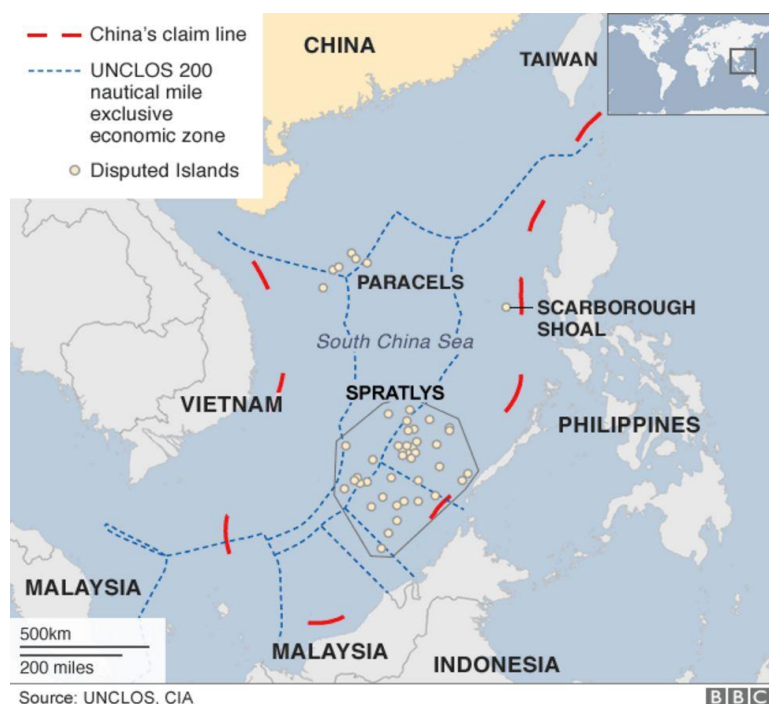 China's claim line
UNCLOS 200
nautical mile
exclusive
economic zone
Disputed Islands
CHINA
TAIWAN
PARACELS
SCARBOROUGH
SHOAL
South China Sea
SPRATLYS
VIETNAM
PHILIPPINES
MALAYSIA
500km
200 miles
MALAYSIA
INDONESIA
Source: UNCLOS, CIA
BBC